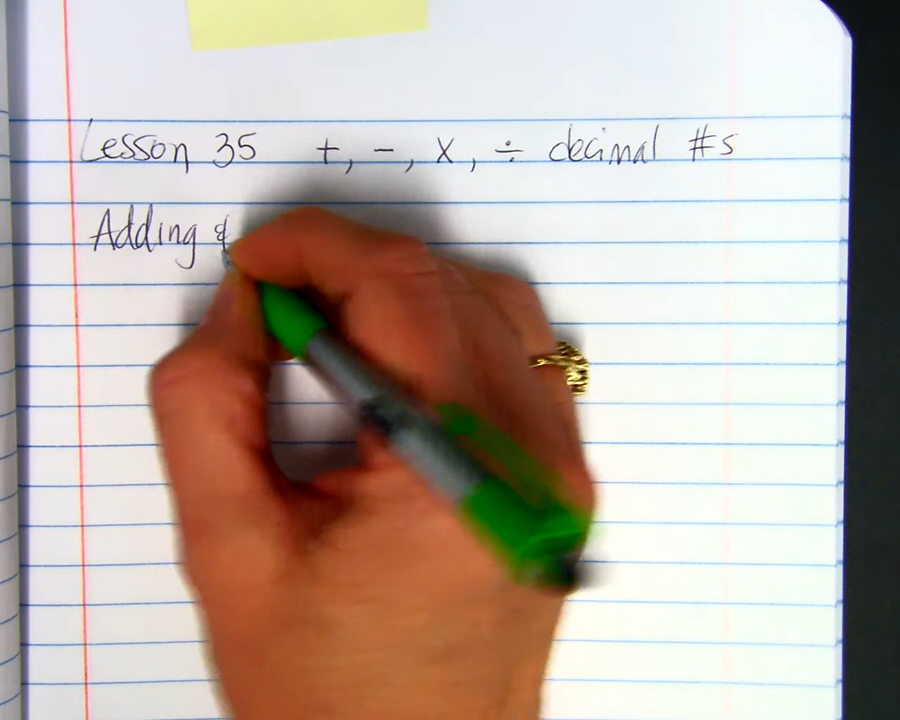 Lesson 35 +, -, x, ÷ decimal #s
Adding &